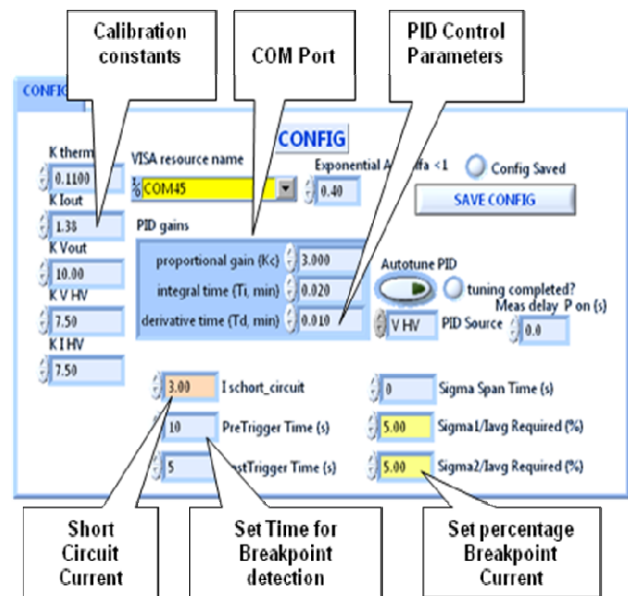 Calibration
constants
COM Port
PID Control
Parameters
CONFIG
CONFIG
K therm
0.1100
K Iout
1.38
K Vout
10.00
K V HV
7.50
K I HV
7.50
VISA resource name
COM45
Exponential A fa <1
0.40
Config Saved
SAVE CONFIG
PID gains
proportional gain (Kc) 3.000
integral time (Ti, min) 0.020
derivative time (Td, min) 0.010
Autotune PID
tuning completed?
Meas delay P on (s)
V HV PID Source 0.0
3.00 I schort_circuit
10 PreTrigger Time (s)
5 stTrigger Time (s)
0 Sigma Span Time (s)
5.00 Sigma1/Iavg Required (%)
5.00 Sigma2/Iavg Required (%)
Short
Circuit
Current
Set Time for
Breakpoint
detection
Set percentage
Breakpoint
Current